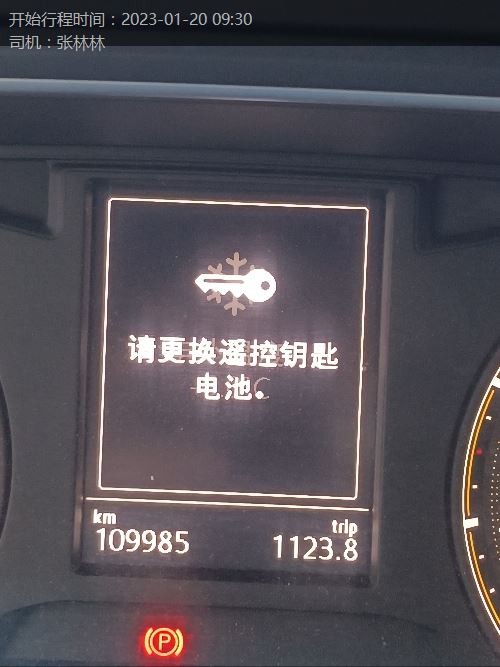 开始行程时间：2023-01-20 09:30
司机：张林林
请更换遥控钥匙
电池。
km
trip
109985
1123.8
P